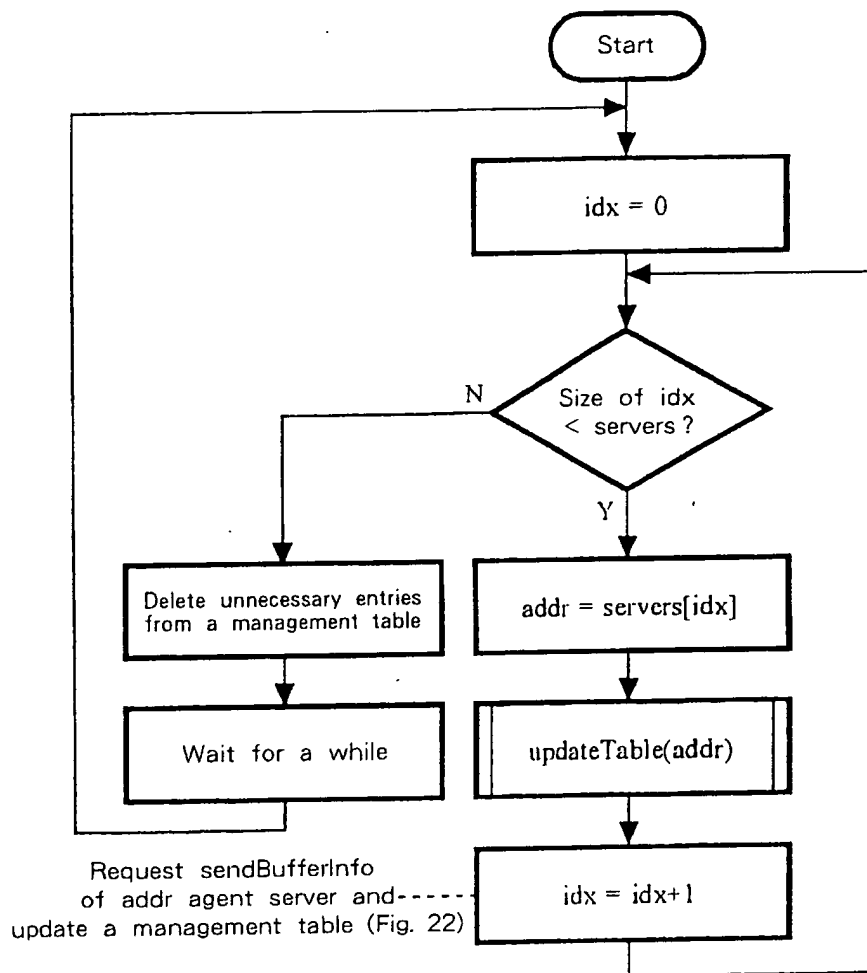 Start
idx = 0
Size of idx
< servers ?
N
Y
Delete unnecessary entries
from a management table
addr = servers[idx]
Wait for a while
updateTable(addr)
Request sendBufferInfo
of addr agent server and
update a management table (Fig. 22)
idx = idx+1